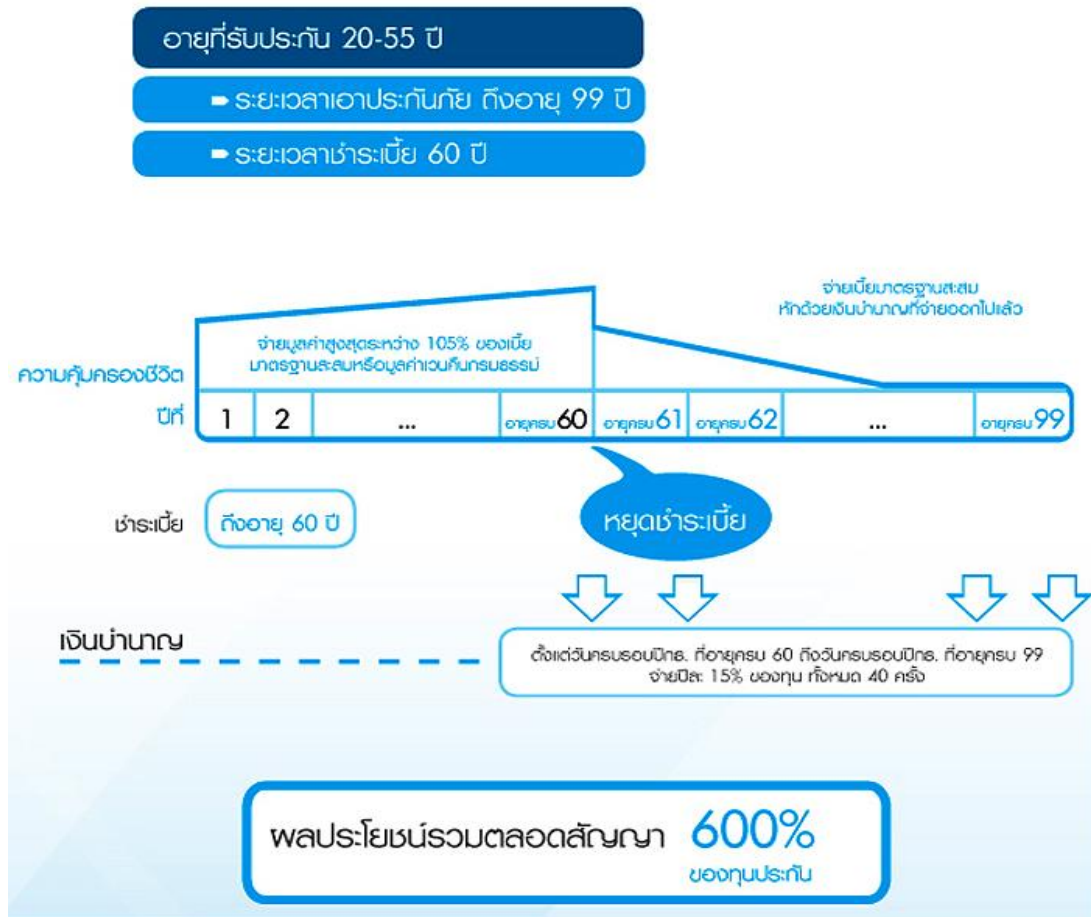 อายุที่รับประกัน 20-55 ปี
ระยะเวลาเอาประกันภัย ถึงอายุ 99 ปี
ระยะเวลาชำระเบี้ย 60 ปี
จ่ายเบี้ยมาตรฐานสะสม
หักด้วยเงินบำนาญที่จ่ายออกไปแล้ว
จ่ายมูลค่าสูงสุดระหว่าง 105% ของเบี้ย
มาตรฐานสะสมหรือมูลค่าเวนคืนกรมธรรม์
ความคุ้มครองชีวิต
ปีที่ 1 2 ... อายุครบ 60 อายุครบ 61 อายุครบ 62 ... อายุครบ 99
ชำระเบี้ย ถึงอายุ 60 ปี
หยุดชำระเบี้ย
เงินบำนาญ
ตั้งแต่วันครบรอบปีกธ. ที่อายุครบ 60 ถึงวันครบรอบปีกธ. ที่อายุครบ 99
จ่ายปีละ 15% ของทุน ทั้งหมด 40 ครั้ง
ผลประโยชน์รวมตลอดสัญญา 600%
ของทุนประกัน